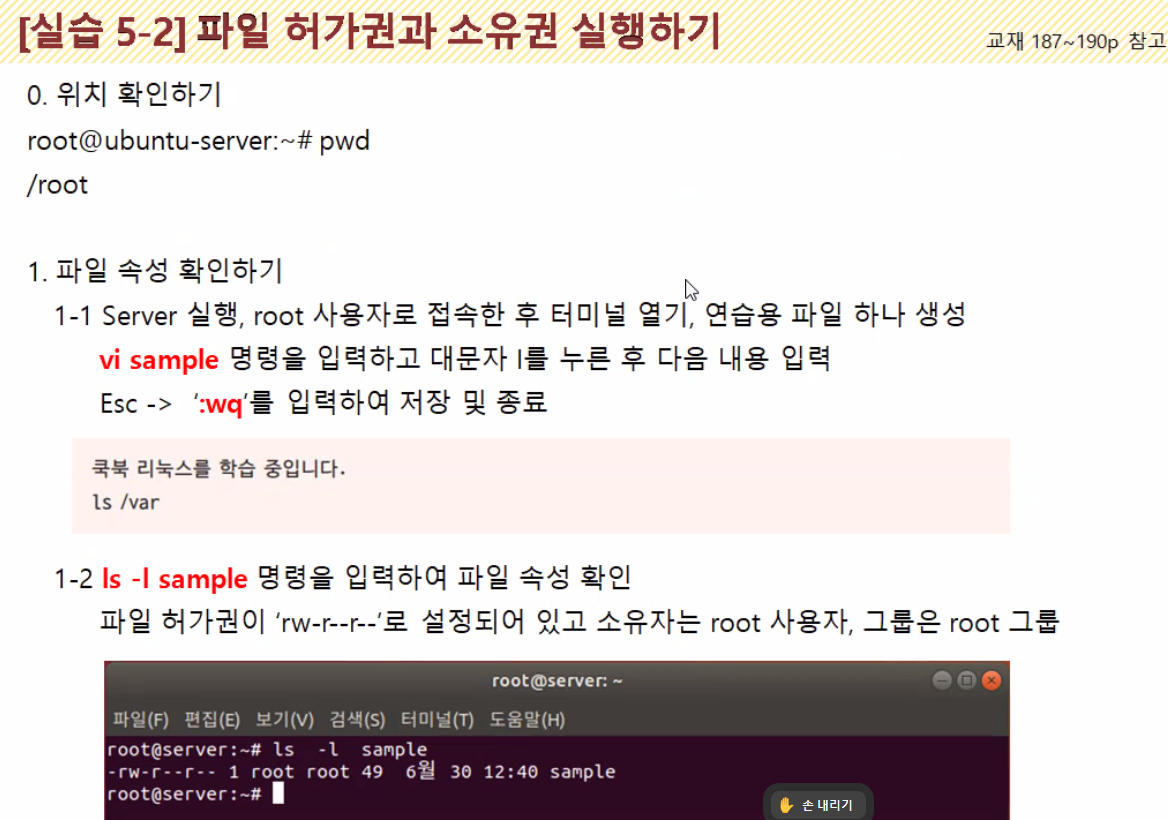 [실습 5-2] 파일 허가권과 소유권 실행하기
교재 187~190p 참고
0. 위치 확인하기
root@ubuntu-server:~# pwd
/root
1. 파일 속성 확인하기
1-1 Server 실행, root 사용자로 접속한 후 터미널 열기, 연습용 파일 하나 생성
vi sample 명령을 입력하고 대문자 I를 누른 후 다음 내용 입력
Esc -> ‘:wq’를 입력하여 저장 및 종료
쿡북 리눅스를 학습 중입니다.
ls /var
1-2 ls -l sample 명령을 입력하여 파일 속성 확인
파일 허가권이 ‘rw-r--r--’로 설정되어 있고 소유자는 root 사용자, 그룹은 root 그룹
root@server: ~
파일(F) 편집(E) 보기(V) 검색(S) 터미널(T) 도움말(H)
root@server:~# ls  -l  sample
-rw-r--r-- 1 root root 49  6월 30 12:40 sample
root@server:~#
손 내리기